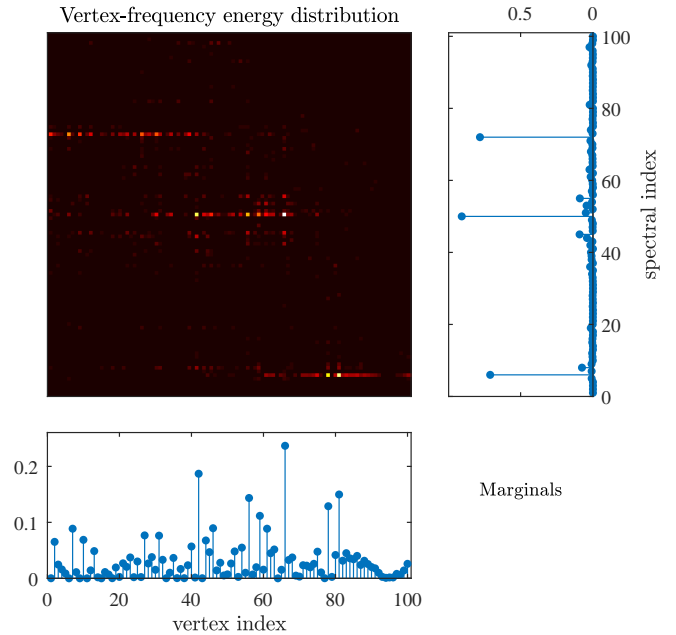 Vertex-frequency energy distribution
0.5 0
100
80
60
40
20
0
spectral index
0.2
0.1
0
0 20 40 60 80 100
vertex index
Marginals